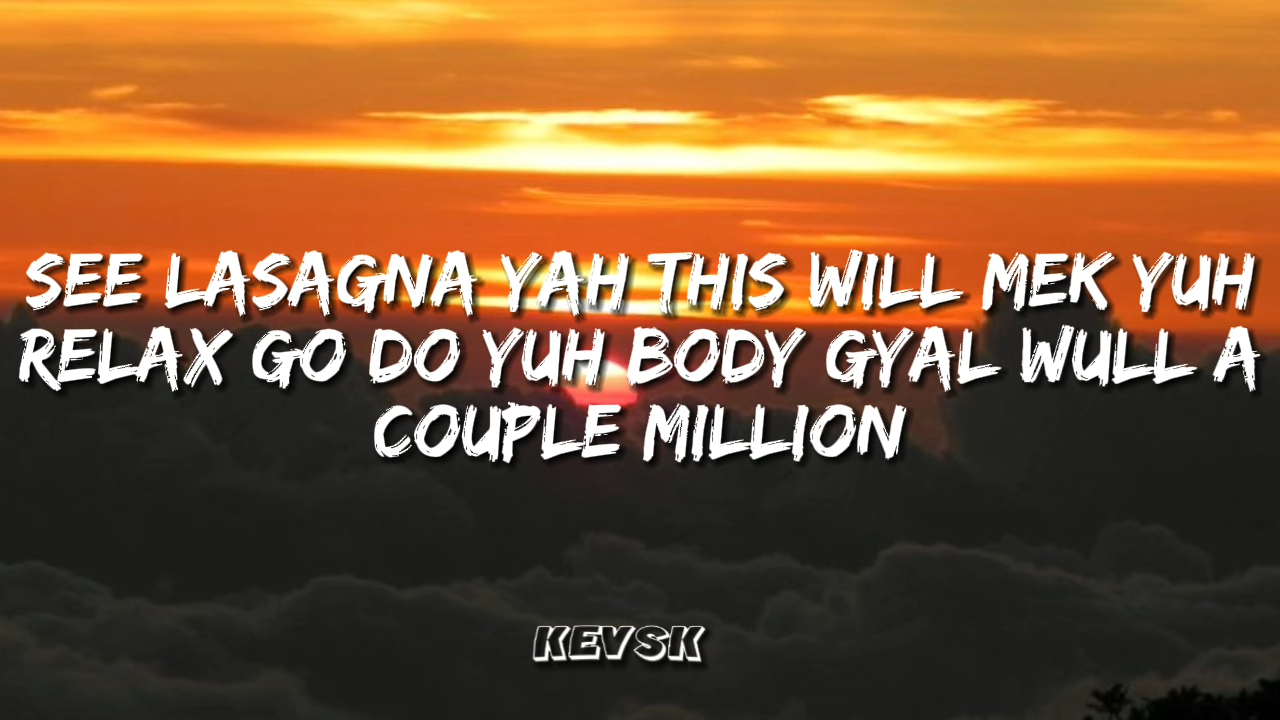 SEE LASAGNA YAH THIS WILL MEK YUH
RELAX GO DO YUH BODY GYAL WULL A
COUPLE MILLION
KEVSK